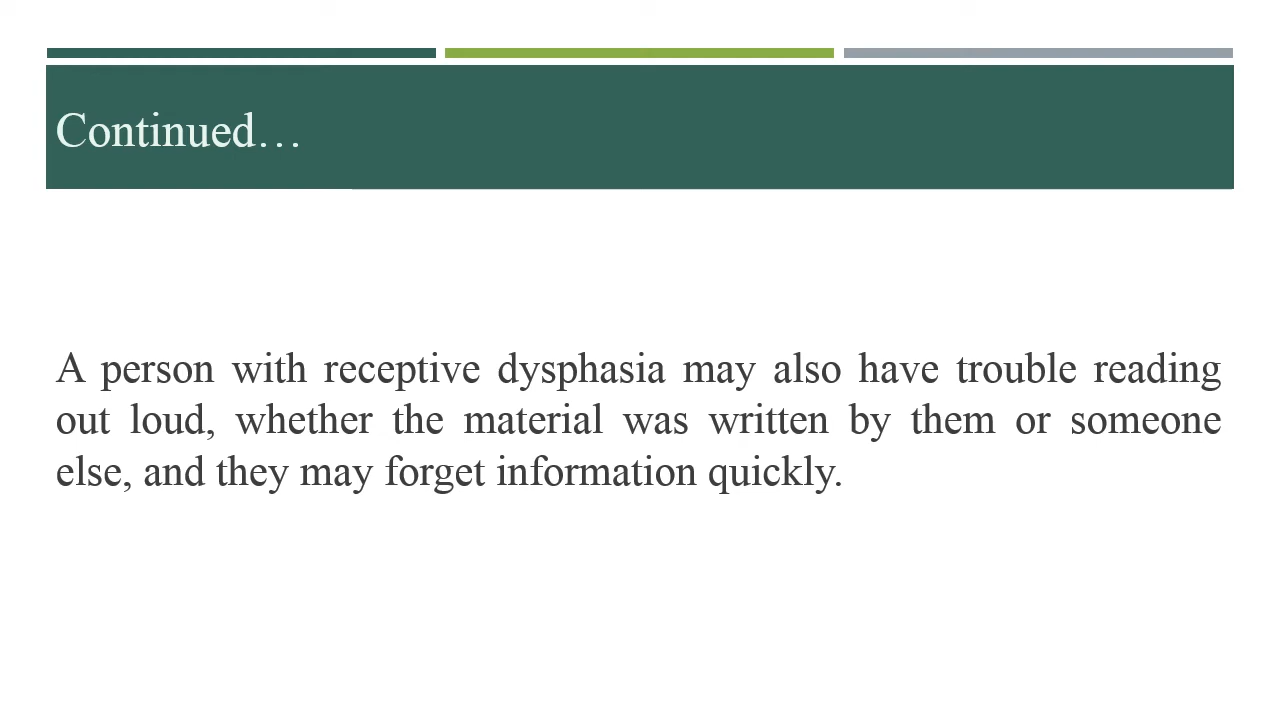 Continued…
A person with receptive dysphasia may also have trouble reading
out loud, whether the material was written by them or someone
else, and they may forget information quickly.